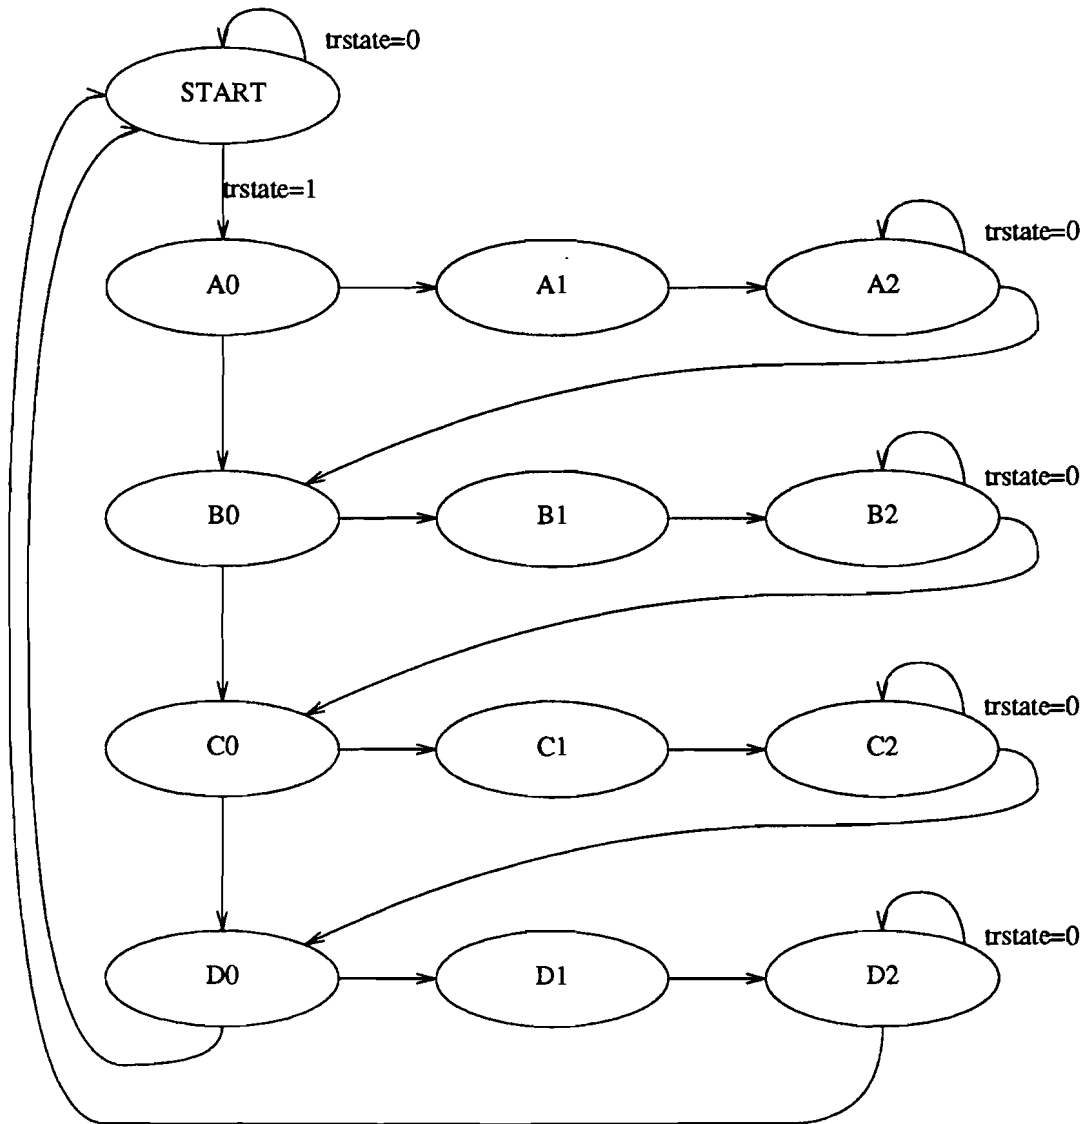 trstate=0
START
trstate=1
A0
A1
A2
trstate=0
B0
B1
B2
trstate=0
C0
C1
C2
trstate=0
D0
D1
D2
trstate=0